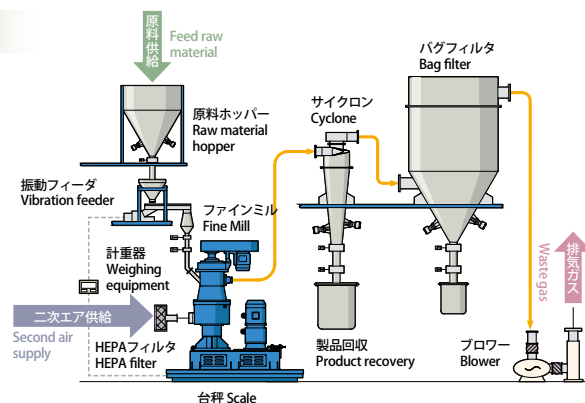 原料供給
Feed raw
material
原料ホッパー
Raw material
hopper
振動フィーダ
Vibration feeder
計重器
Weighing
equipment
二次エア供給
Second air
supply
HEPAフィルタ
HEPA filter
ファインミル
Fine Mill
台秤 Scale
サイクロン
Cyclone
製品回収
Product recovery
バグフィルタ
Bag filter
ブロワー
Blower
Waste gas
排気ガス